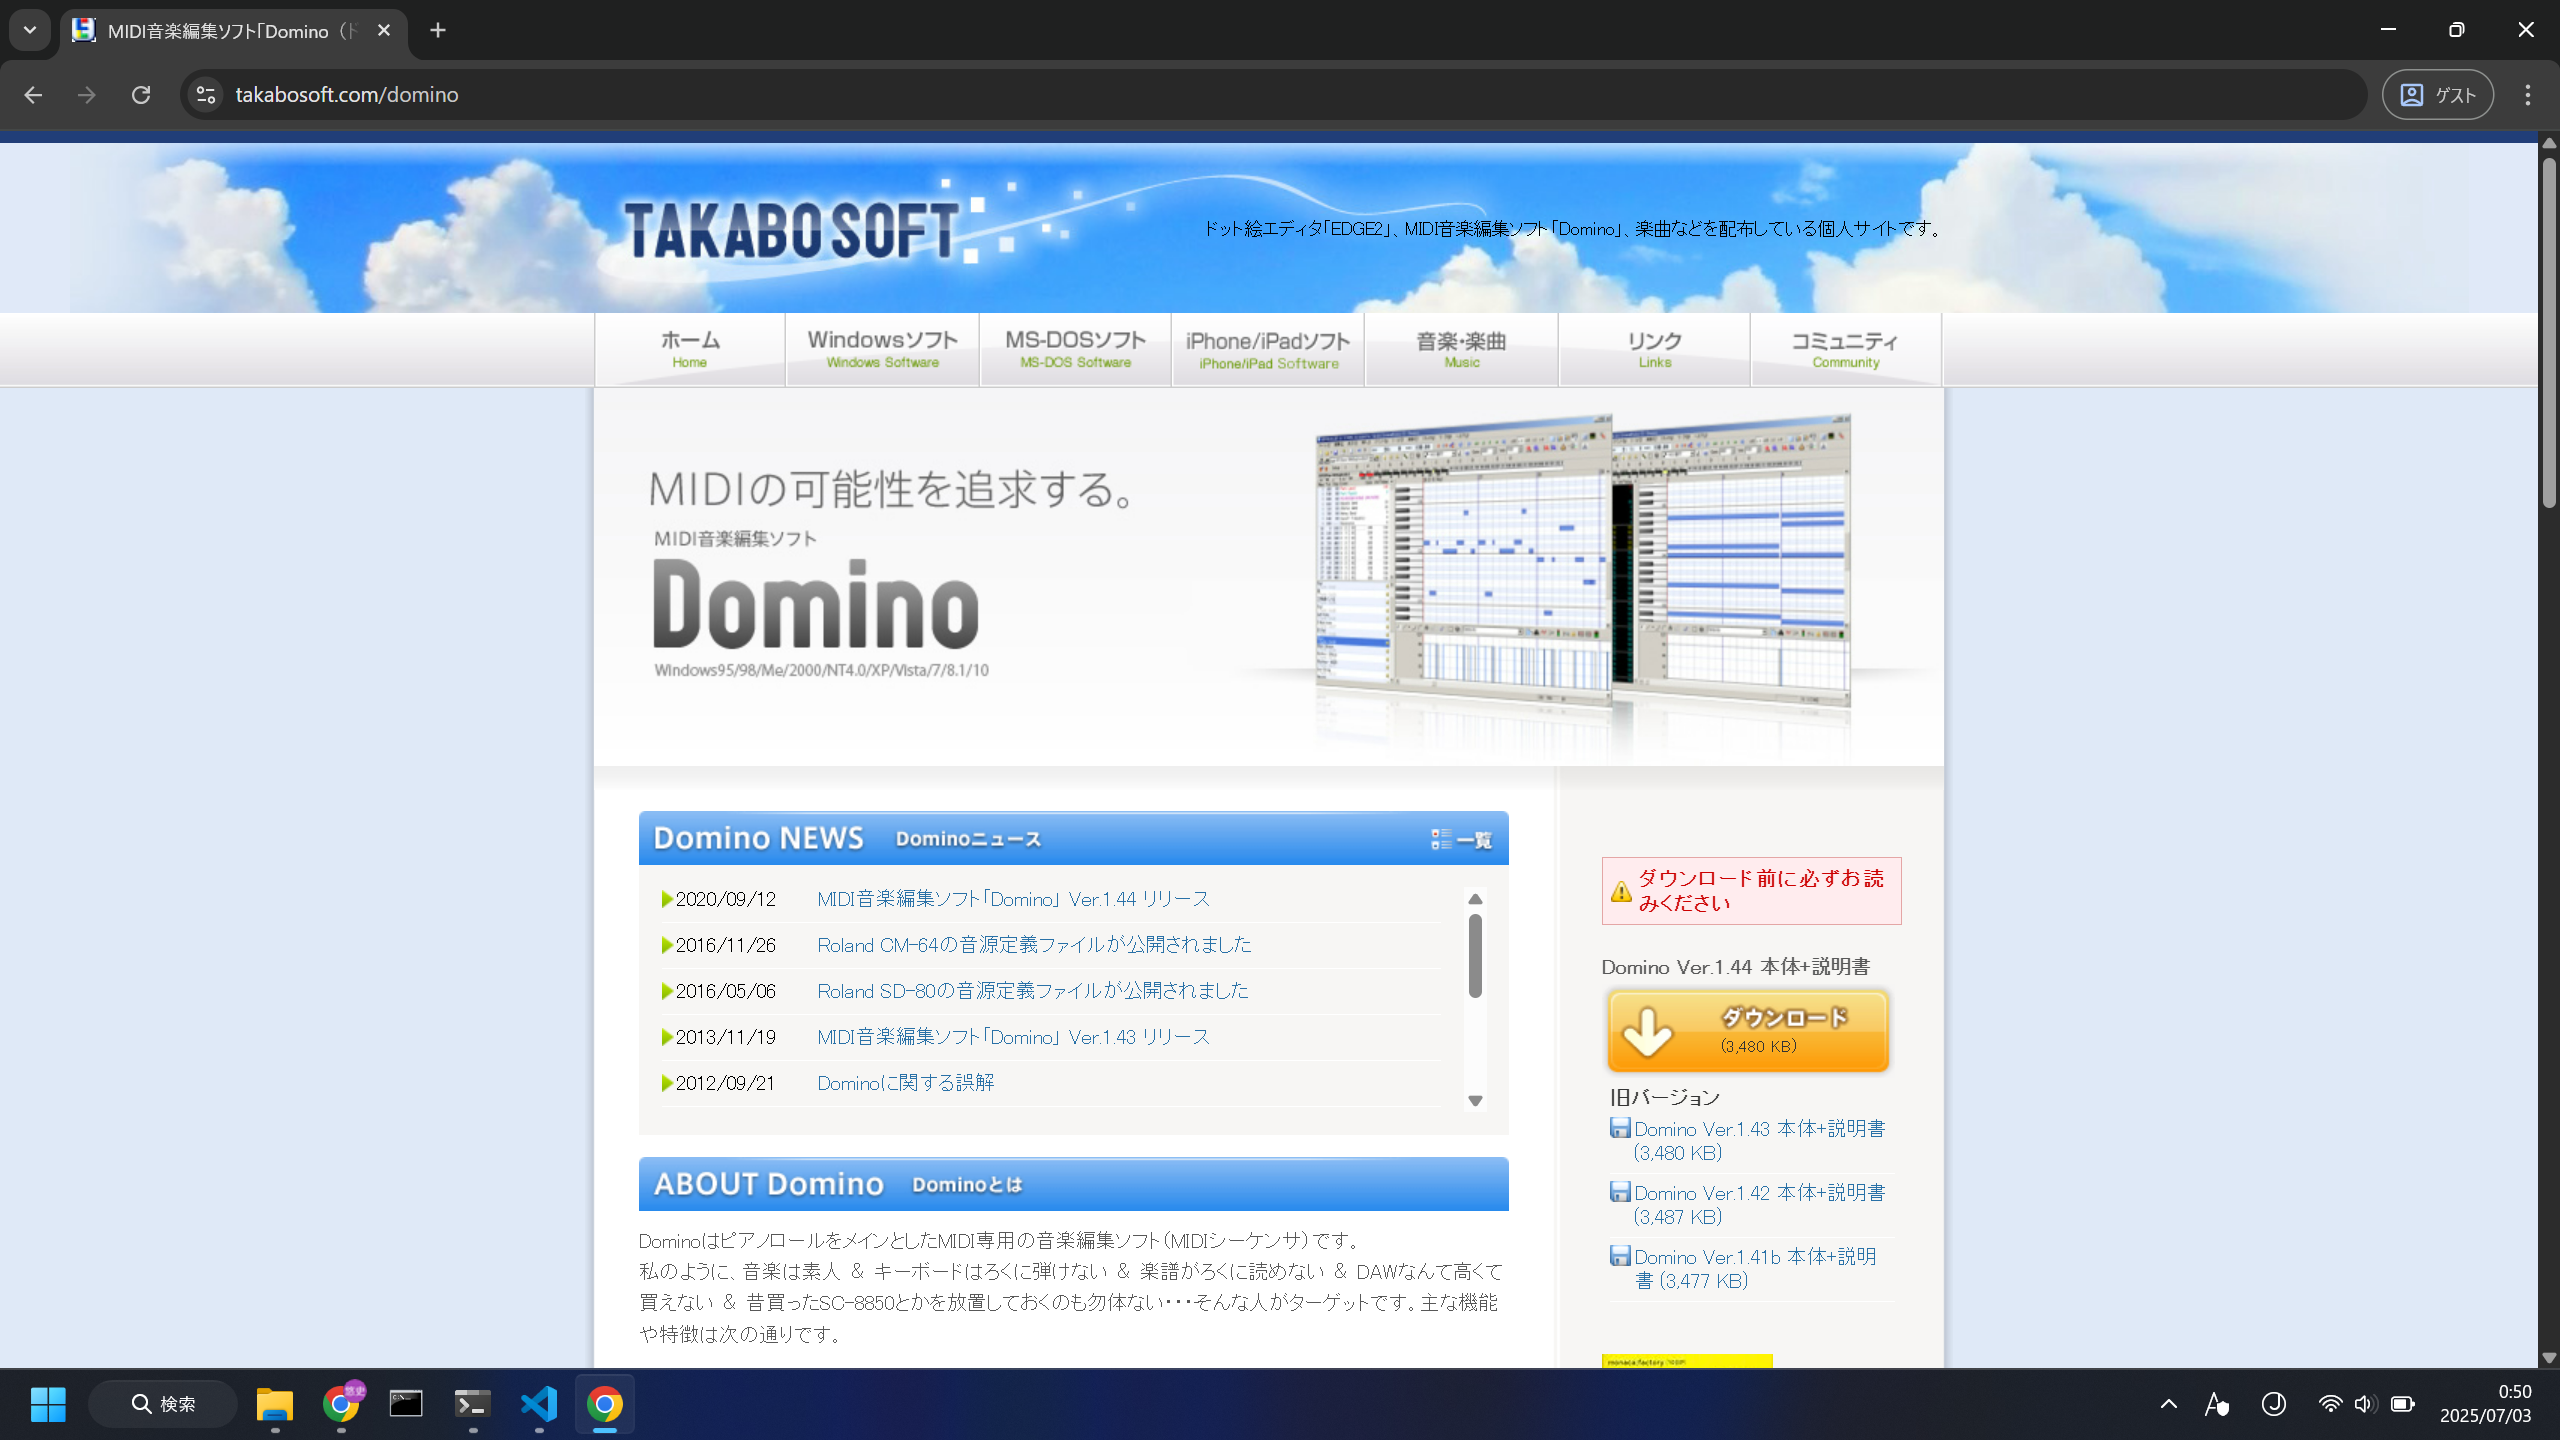 MIDI音楽編集ソフト「Domino（ド
takabosoft.com/domino
ゲスト
TAKABO SOFT
ドット絵エディタ「EDGE2」、MIDI音楽編集ソフト「Domino」、楽曲などを配布している個人サイトです。
ホーム
Home
Windowsソフト
Windows Software
MS-DOSソフト
MS-DOS Software
iPhone/iPadソフト
iPhone/iPad Software
音楽・楽曲
Music
リンク
Links
コミュニティ
Community
MIDIの可能性を追求する。
MIDI音楽編集ソフト
Domino
Windows95/98/Me/2000/NT4.0/XP/Vista/7/8.1/10
Domino NEWS Dominoニュース 一覧
2020/09/12 MIDI音楽編集ソフト「Domino」 Ver.1.44 リリース
2016/11/26 Roland CM-64の音源定義ファイルが公開されました
2016/05/06 Roland SD-80の音源定義ファイルが公開されました
2013/11/19 MIDI音楽編集ソフト「Domino」 Ver.1.43 リリース
2012/09/21 Dominoに関する誤解
ABOUT Domino Dominoとは
DominoはピアノロールをメインとしたMIDI専用の音楽編集ソフト（MIDIシーケンサ）です。
私のように、音楽は素人 ＆ キーボードはろくに弾けない ＆ 楽譜がろくに読めない ＆ DAWなんて高くて
買えない ＆ 昔買ったSC-8850とかを放置しておくのも勿体ない・・・そんな人がターゲットです。主な機能
や特徴は次の通りです。
ダウンロード前に必ずお読
みください
Domino Ver.1.44 本体+説明書
ダウンロード
(3,480 KB)
旧バージョン
Domino Ver.1.43 本体+説明書
(3,480 KB)
Domino Ver.1.42 本体+説明書
(3,487 KB)
Domino Ver.1.41b 本体+説明
書 (3,477 KB)
検索
悠史
0:50
2025/07/03